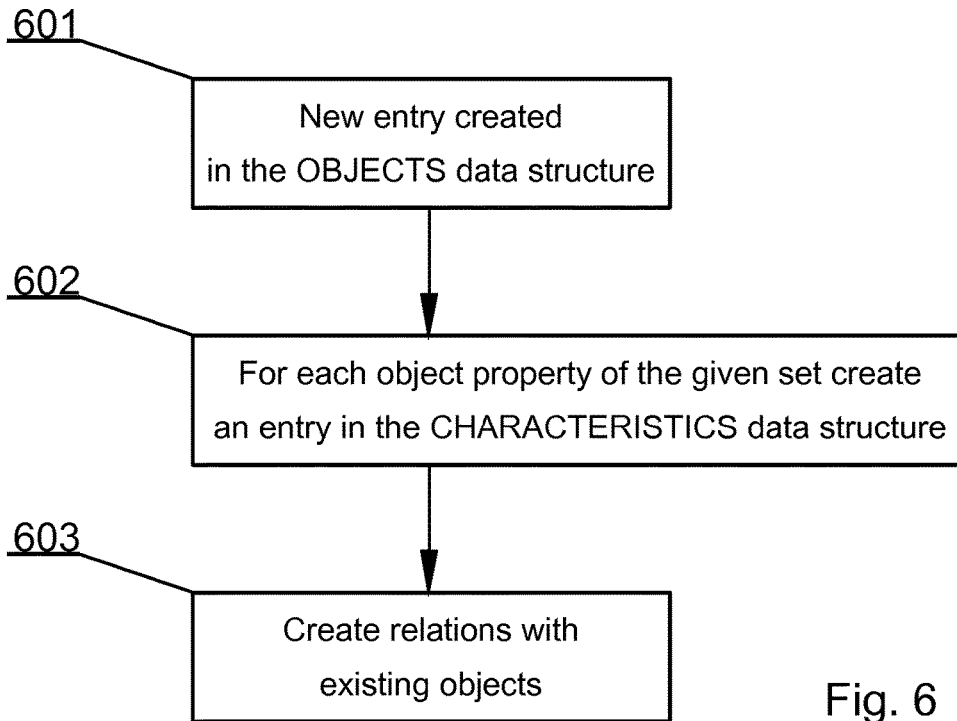 601
New entry created
in the OBJECTS data structure
602
For each object property of the given set create
an entry in the CHARACTERISTICS data structure
603
Create relations with
existing objects
Fig. 6